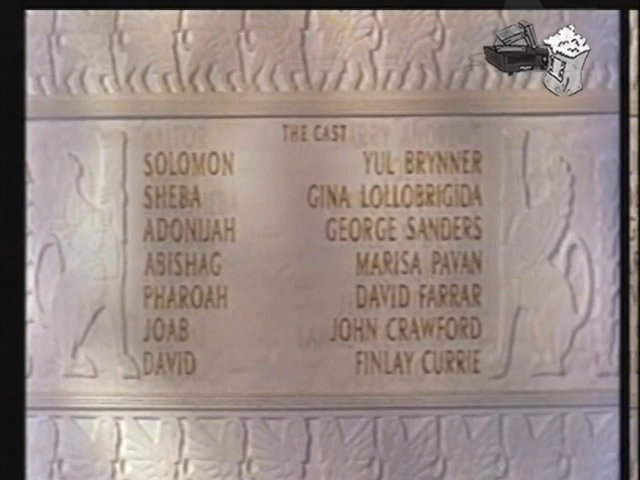 THE CAST
SOLOMON YUL BRYNNER
SHEBA GINA LOLLOBRIGIDA
ADONIJAH GEORGE SANDERS
ABISHAG MARISA PAVAN
PHAROAH DAVID FARRAR
JOAB JOHN CRAWFORD
DAVID FINLAY CURRIE